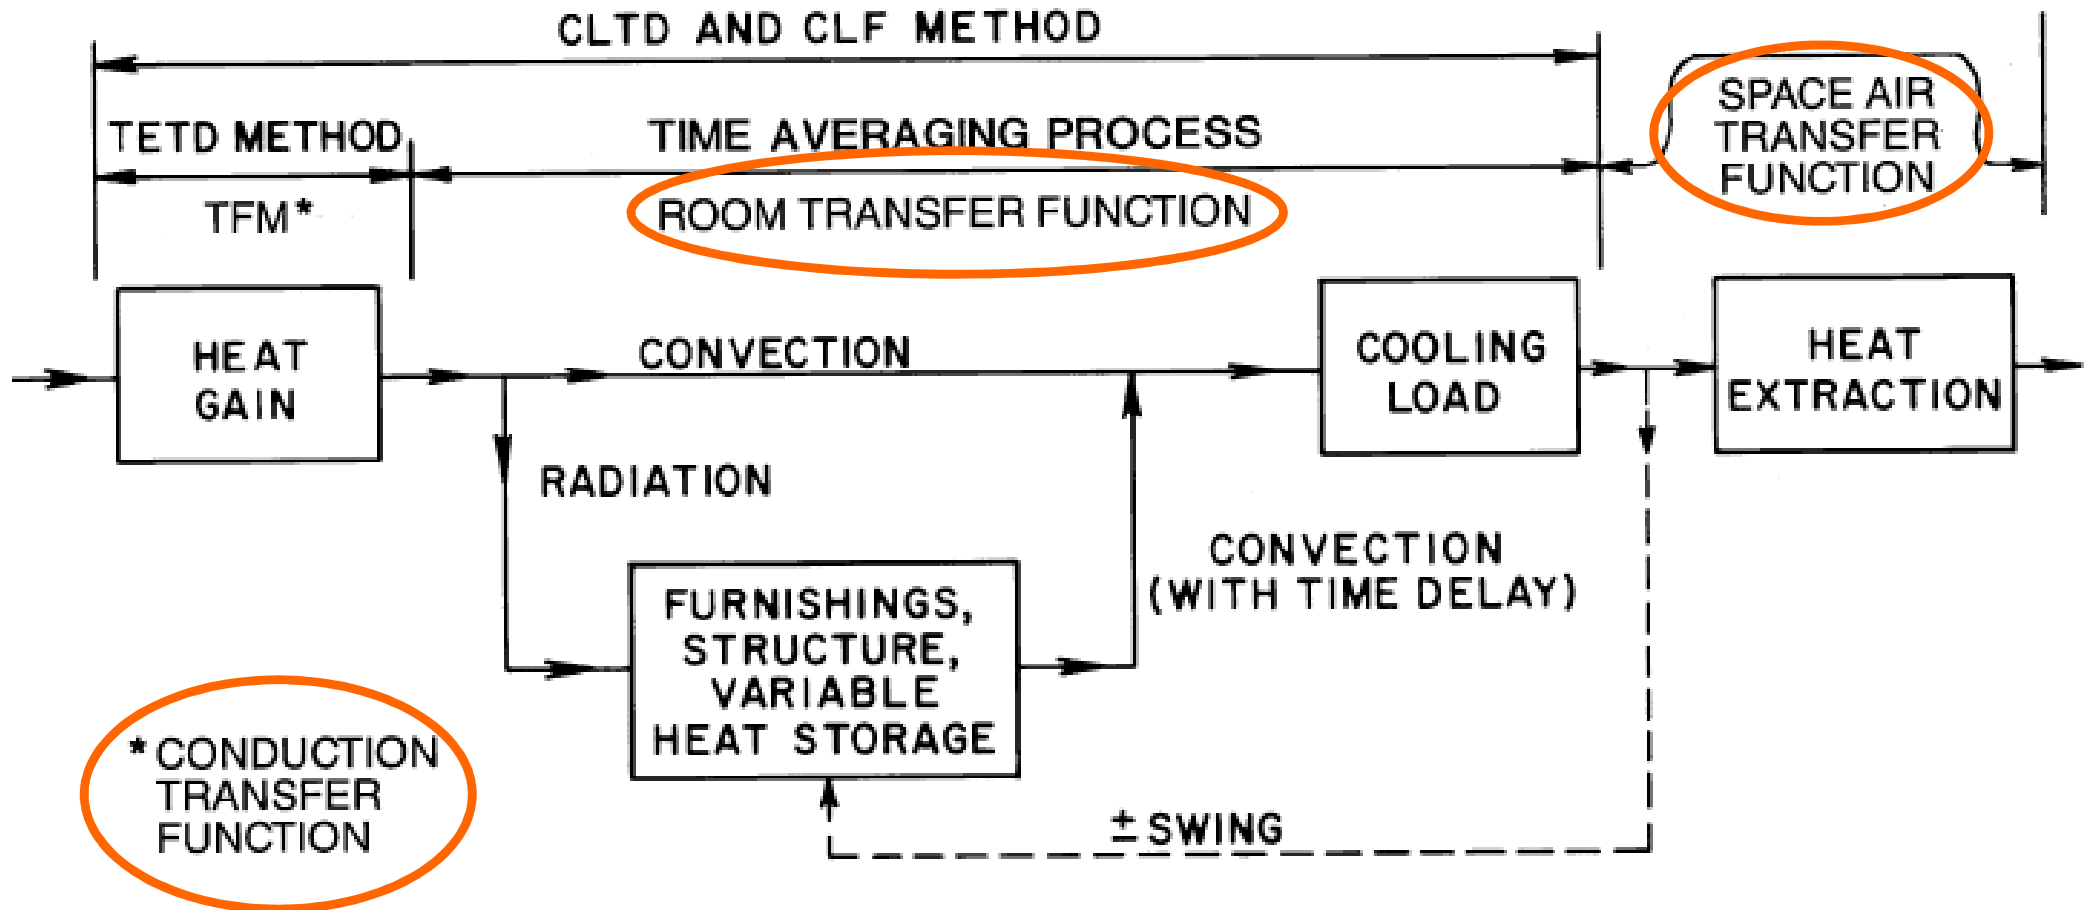 CLTD AND CLF METHOD
SPACE AIR
TRANSFER
FUNCTION
TETD METHOD
TIME AVERAGING PROCESS
TFM*
ROOM TRANSFER FUNCTION
HEAT
GAIN
CONVECTION
COOLING
LOAD
HEAT
EXTRACTION
RADIATION
CONVECTION
(WITH TIME DELAY)
FURNISHINGS,
STRUCTURE,
VARIABLE
HEAT STORAGE
* CONDUCTION
TRANSFER
FUNCTION
± SWING